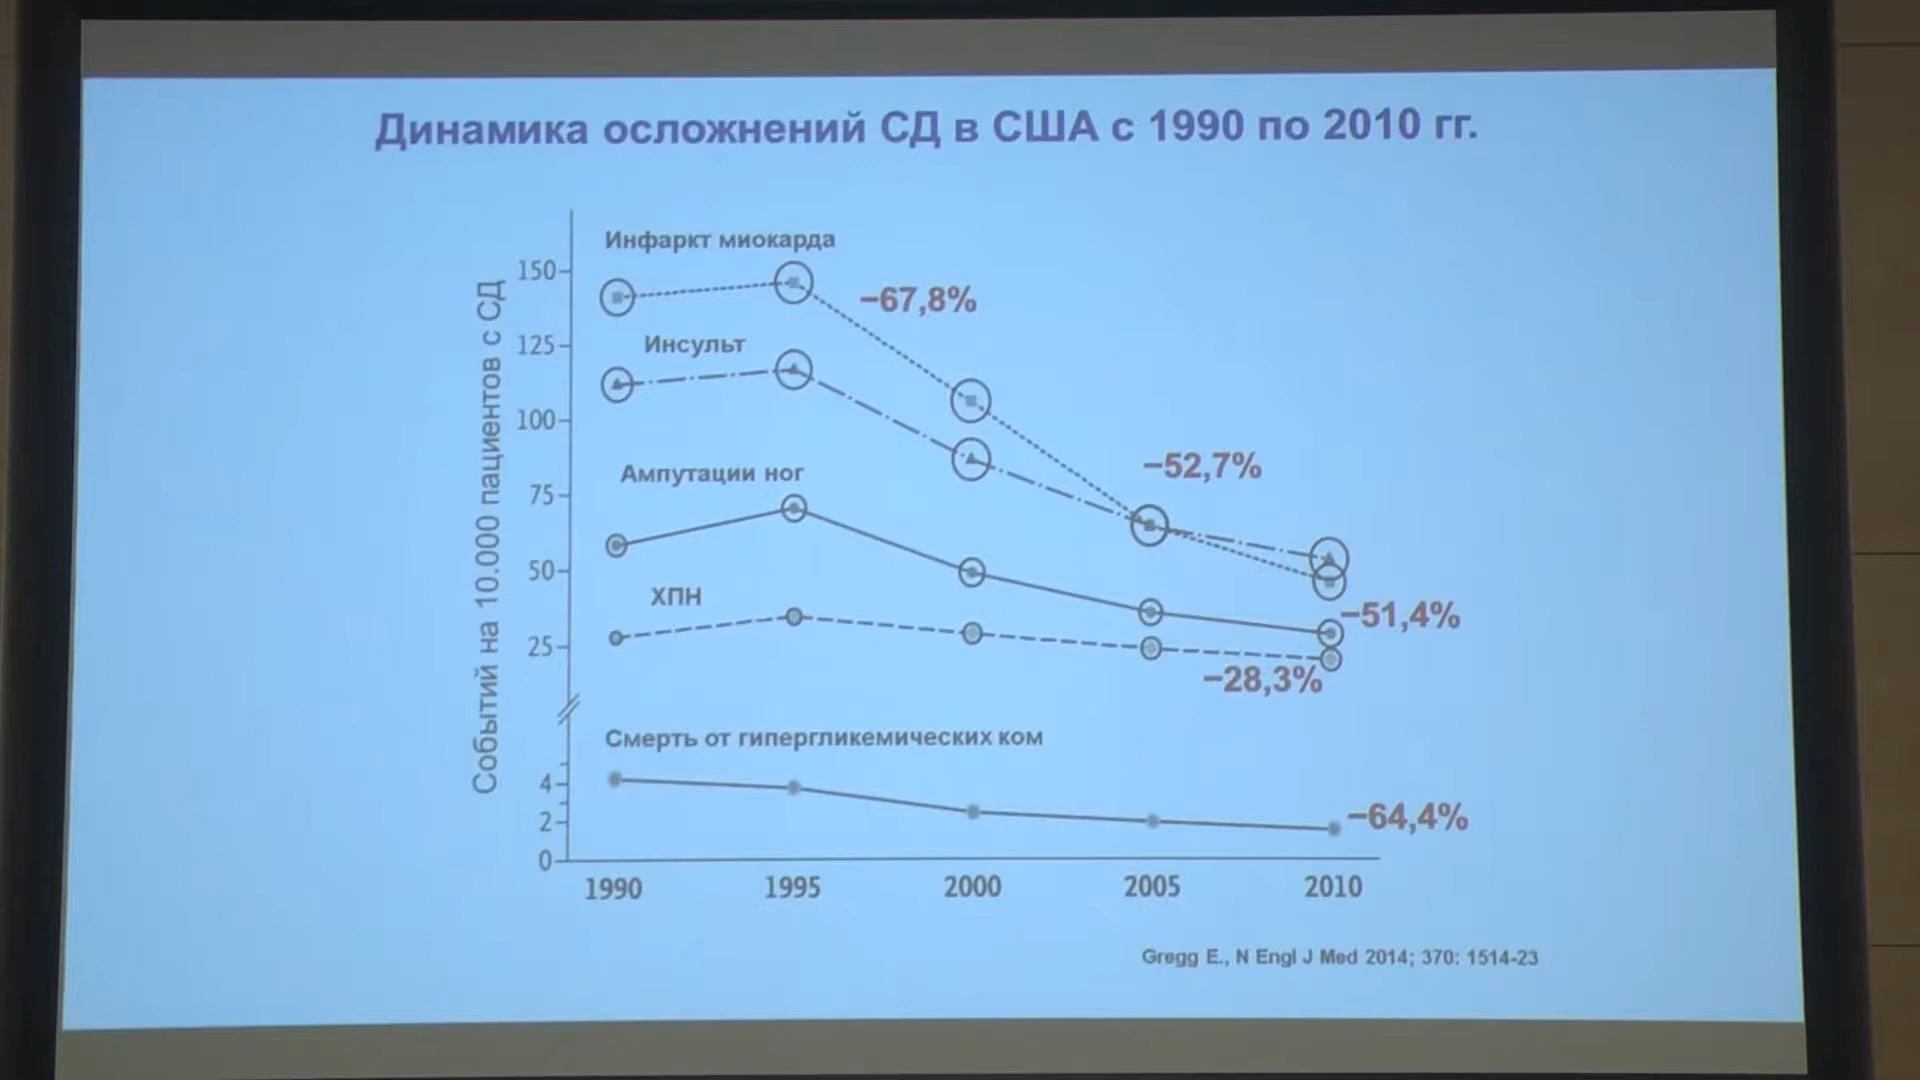 Динамика осложнений СД в США с 1990 по 2010 гг.
Событий на 10.000 пациентов с СД
Инфаркт миокарда
150
−67,8%
125
Инсульт
100
−52,7%
Ампутации ног
75
50
ХПН
−51,4%
25
−28,3%
Смерть от гипергликемических ком
4
−64,4%
2
0
1990 1995 2000 2005 2010
Gregg E., N Engl J Med 2014; 370: 1514-23